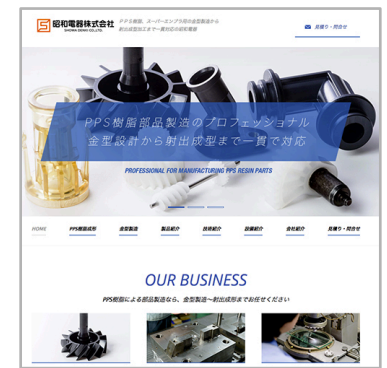 昭和電器株式会社
SHOWA DENKI CO.,LTD.
PPS樹脂、スーパーエンプラ用の金型製造から
射出成型加工まで一貫対応の昭和電器
見積り・問合せ
PPS樹脂部品製造のプロフェッショナル
金型設計から射出成型まで一貫で対応
PROFESSIONAL FOR MANUFACTURING PPS RESIN PARTS
HOME PPS樹脂成形 金型製造 製品紹介 技術紹介 設備紹介 会社紹介 見積り・問合せ
OUR BUSINESS
PPS樹脂による部品製造なら、金型製造～射出成形までお任せください